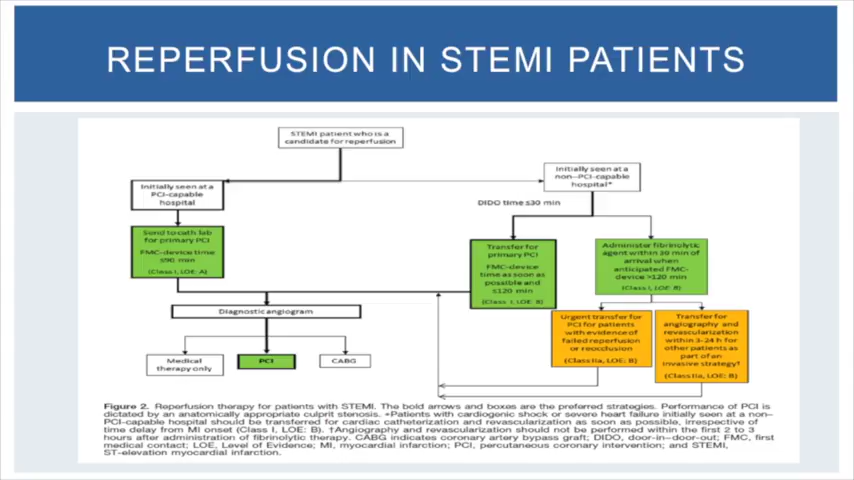 REPERFUSION IN STEMI PATIENTS
STEMI patient who is a
candidate for reperfusion
Initially seen at a
PCI-capable
hospital
Initially seen at a
non-PCI-capable
hospital*
DIDO time ≤30 min
Send to cath lab
for primary PCI
FMC-device time
≤90 min
(Class I, LOE: A)
Transfer for
primary PCI
FMC-device
time as soon as
possible and
≤120 min
(Class I, LOE: B)
Administer fibrinolytic
agent within 30 min of
arrival when
anticipated FMC-
device >120 min
(Class I, LOE: B)
Diagnostic angiogram
Medical
therapy only
PCI
CABG
Urgent transfer for
PCI for patients
with evidence of
failed reperfusion
or reocclusion
(Class IIa, LOE: B)
Transfer for
angiography and
revascularization
within 3-24 h for
other patients as
part of an
invasive strategy†
(Class IIa, LOE: B)
Figure 2. Reperfusion therapy for patients with STEMI. The bold arrows and boxes are the preferred strategies. Performance of PCI is
dictated by an anatomically appropriate culprit stenosis. *Patients with cardiogenic shock or severe heart failure initially seen at a non–
PCI-capable hospital should be transferred for cardiac catheterization and revascularization as soon as possible, irrespective of
time delay from MI onset (Class I, LOE: B). †Angiography and revascularization should not be performed within the first 2 to 3
hours after administration of fibrinolytic therapy. CABG indicates coronary artery bypass graft; DIDO, door-in–door-out; FMC, first
medical contact; LOE, Level of Evidence; MI, myocardial infarction; PCI, percutaneous coronary intervention; and STEMI,
ST-elevation myocardial infarction.